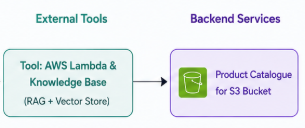 External Tools
Backend Services
Tool: AWS Lambda &
Knowledge Base
(RAG + Vector Store)
Product Catalogue
for S3 Bucket